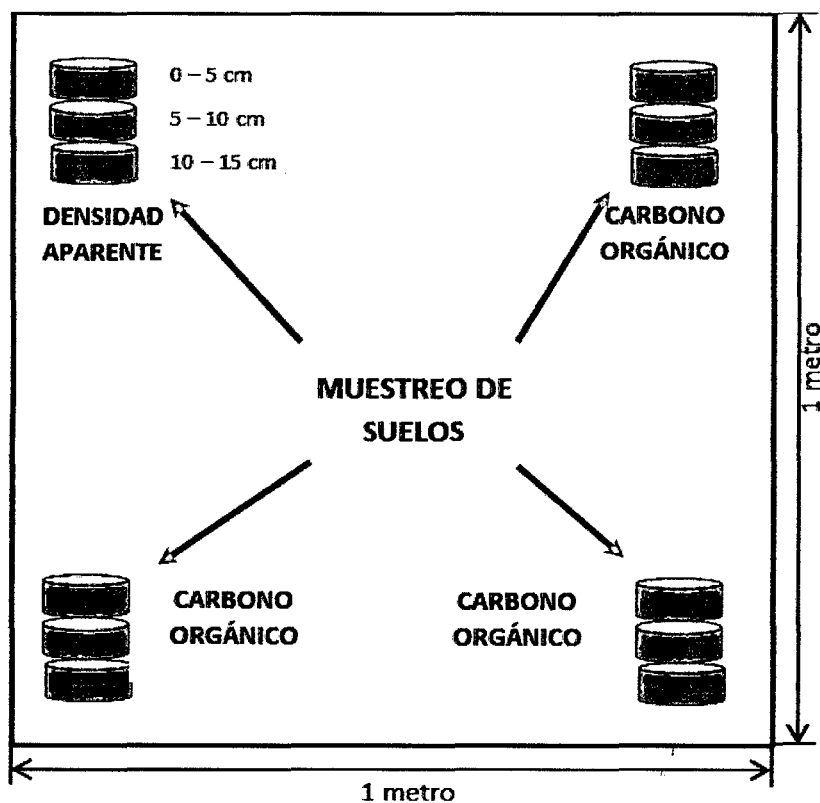 0 – 5 cm
5 – 10 cm
10 – 15 cm
DENSIDAD
APARENTE
CARBONO
ORGÁNICO
1 metro
MUESTREO DE
SUELOS
CARBONO
ORGÁNICO
CARBONO
ORGÁNICO
1 metro